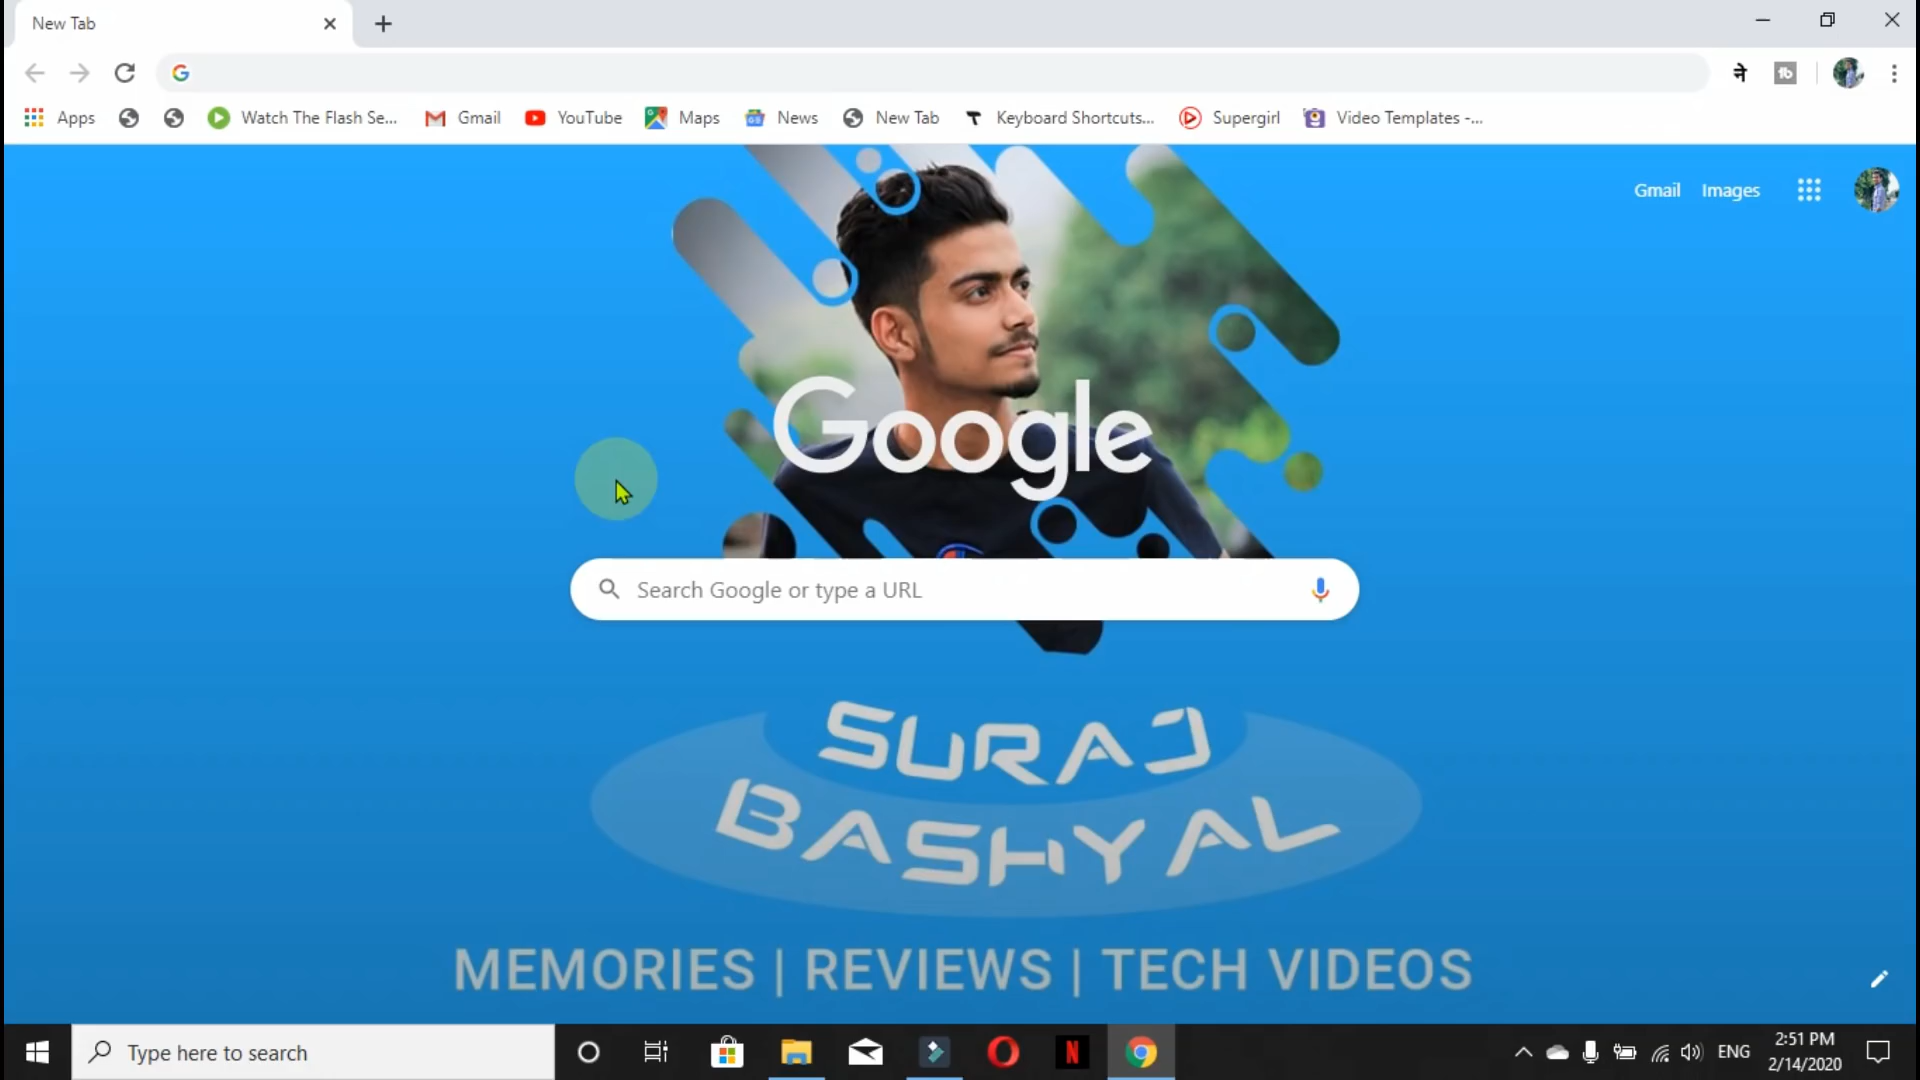 New Tab
ने
Apps
Watch The Flash Se...
Gmail
YouTube
Maps
News
New Tab
Keyboard Shortcuts...
Supergirl
Video Templates -...
Gmail
Images
Google
Search Google or type a URL
SURAJ
BASHYAL
MEMORIES | REVIEWS | TECH VIDEOS
Type here to search
ENG
2:51 PM
2/14/2020